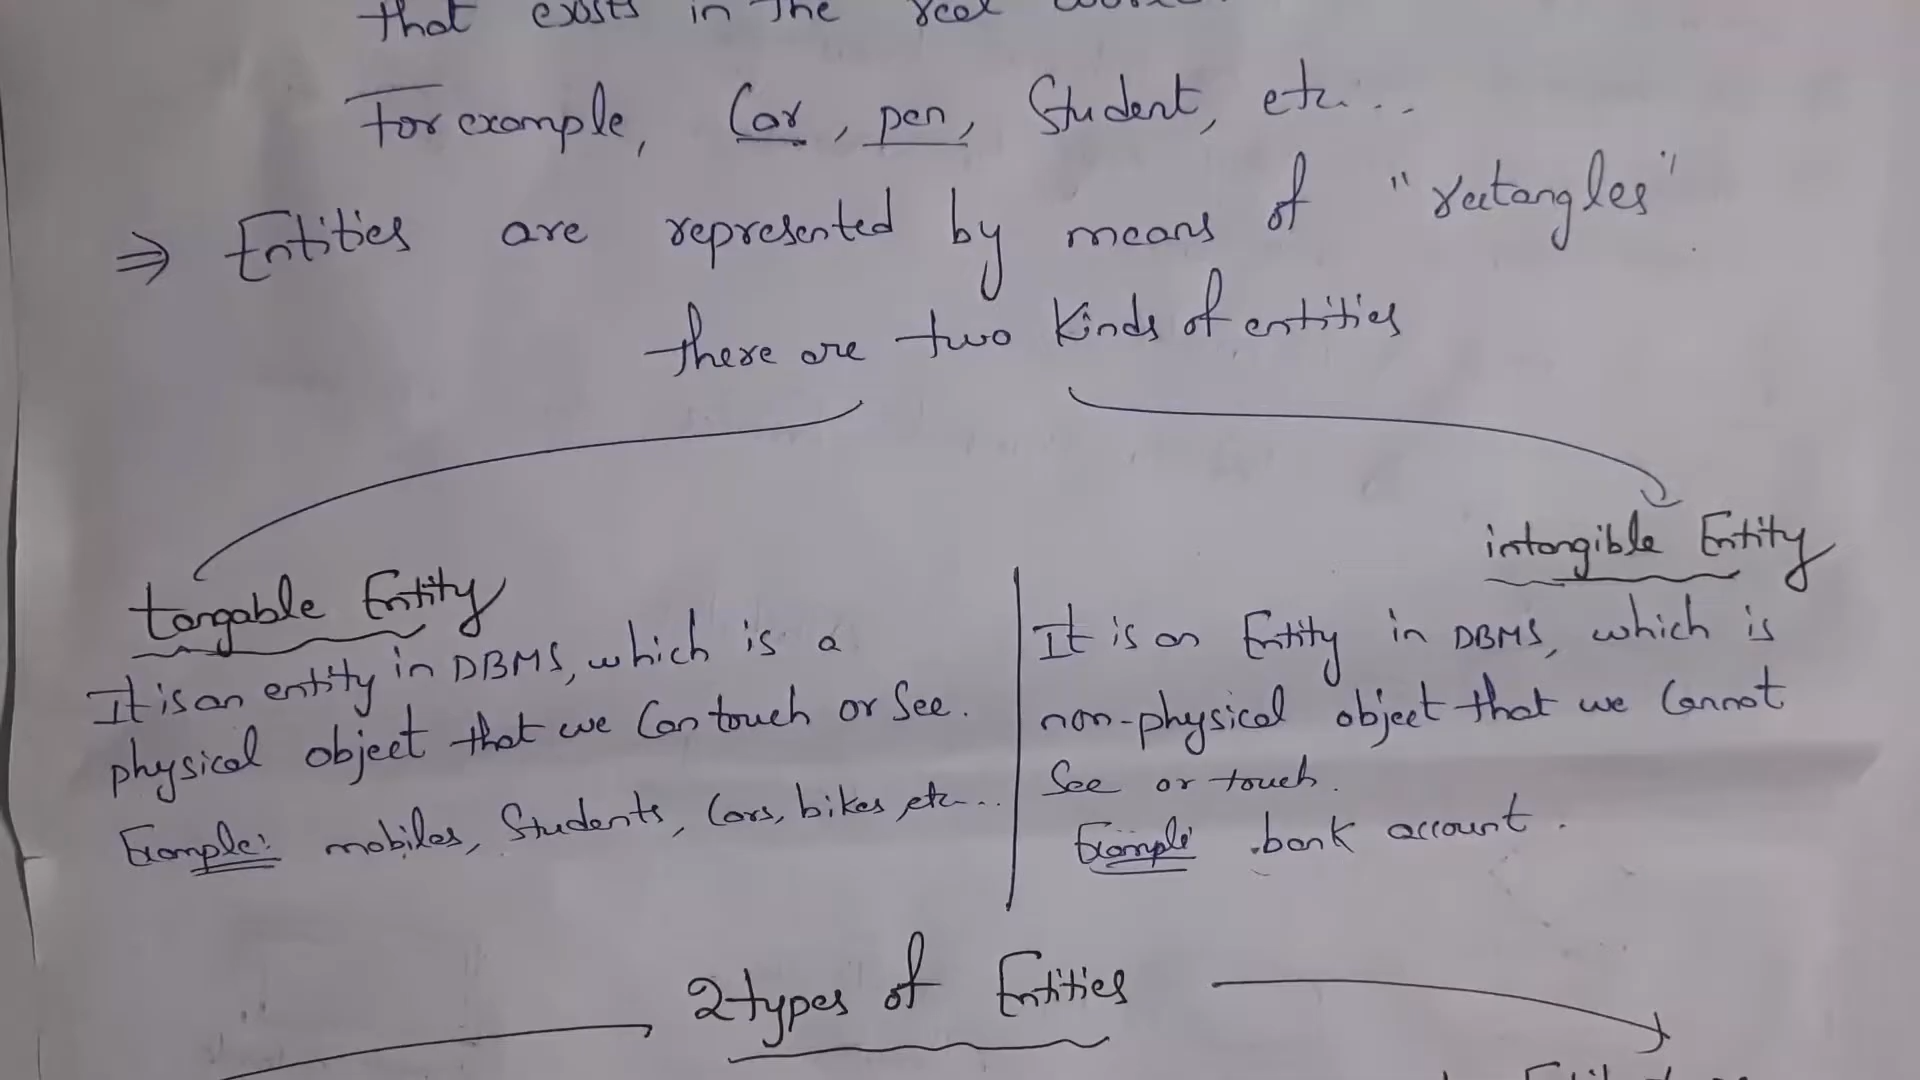 that exists in the real
For example, Car, pen, Student, etc...
⇒ Entities are represented by means of "rectangles"
there are two kinds of entities
tangable Entity
It is an entity in DBMS, which is a
physical object that we can touch or see.
Example: mobiles, Students, Cars, bikes, etc...
intangible Entity
It is an Entity in DBMS, which is
non-physical object that we cannot
see or touch.
Example bank account.
2 types of Entities